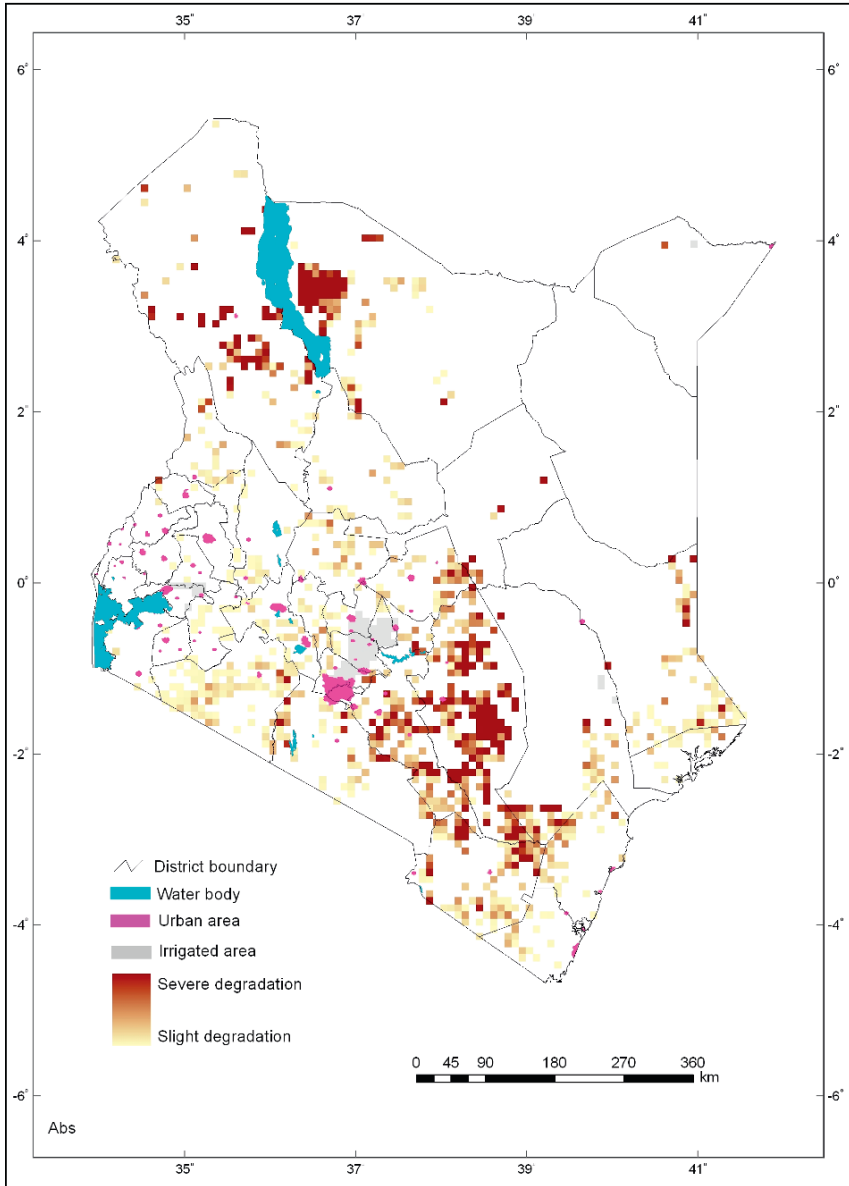 35° 37° 39° 41°
6° 6°
4° 4°
2° 2°
0° 0°
-2° -2°
-4° -4°
-6° -6°
District boundary
Water body
Urban area
Irrigated area
Severe degradation
Slight degradation
0 45 90 180 270 360
km
Abs
35° 37° 39° 41°